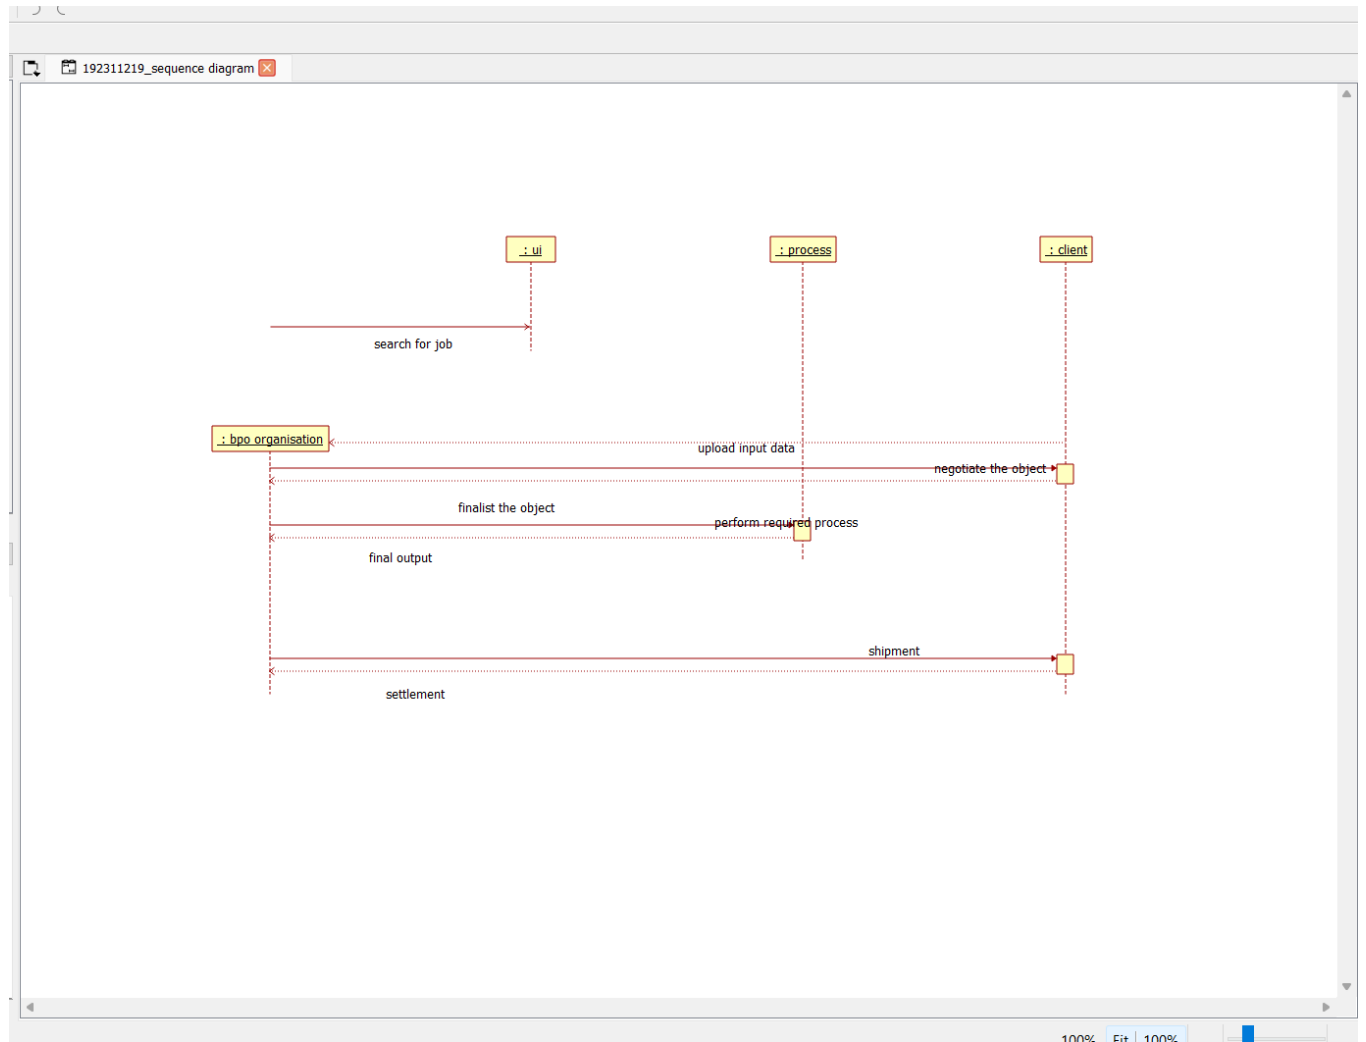 192311219_sequence diagram
: ui
: process
: client
search for job
: bpo organisation
upload input data
negotiate the object
finalist the object
perform required process
final output
shipment
settlement
100% Fit 100%